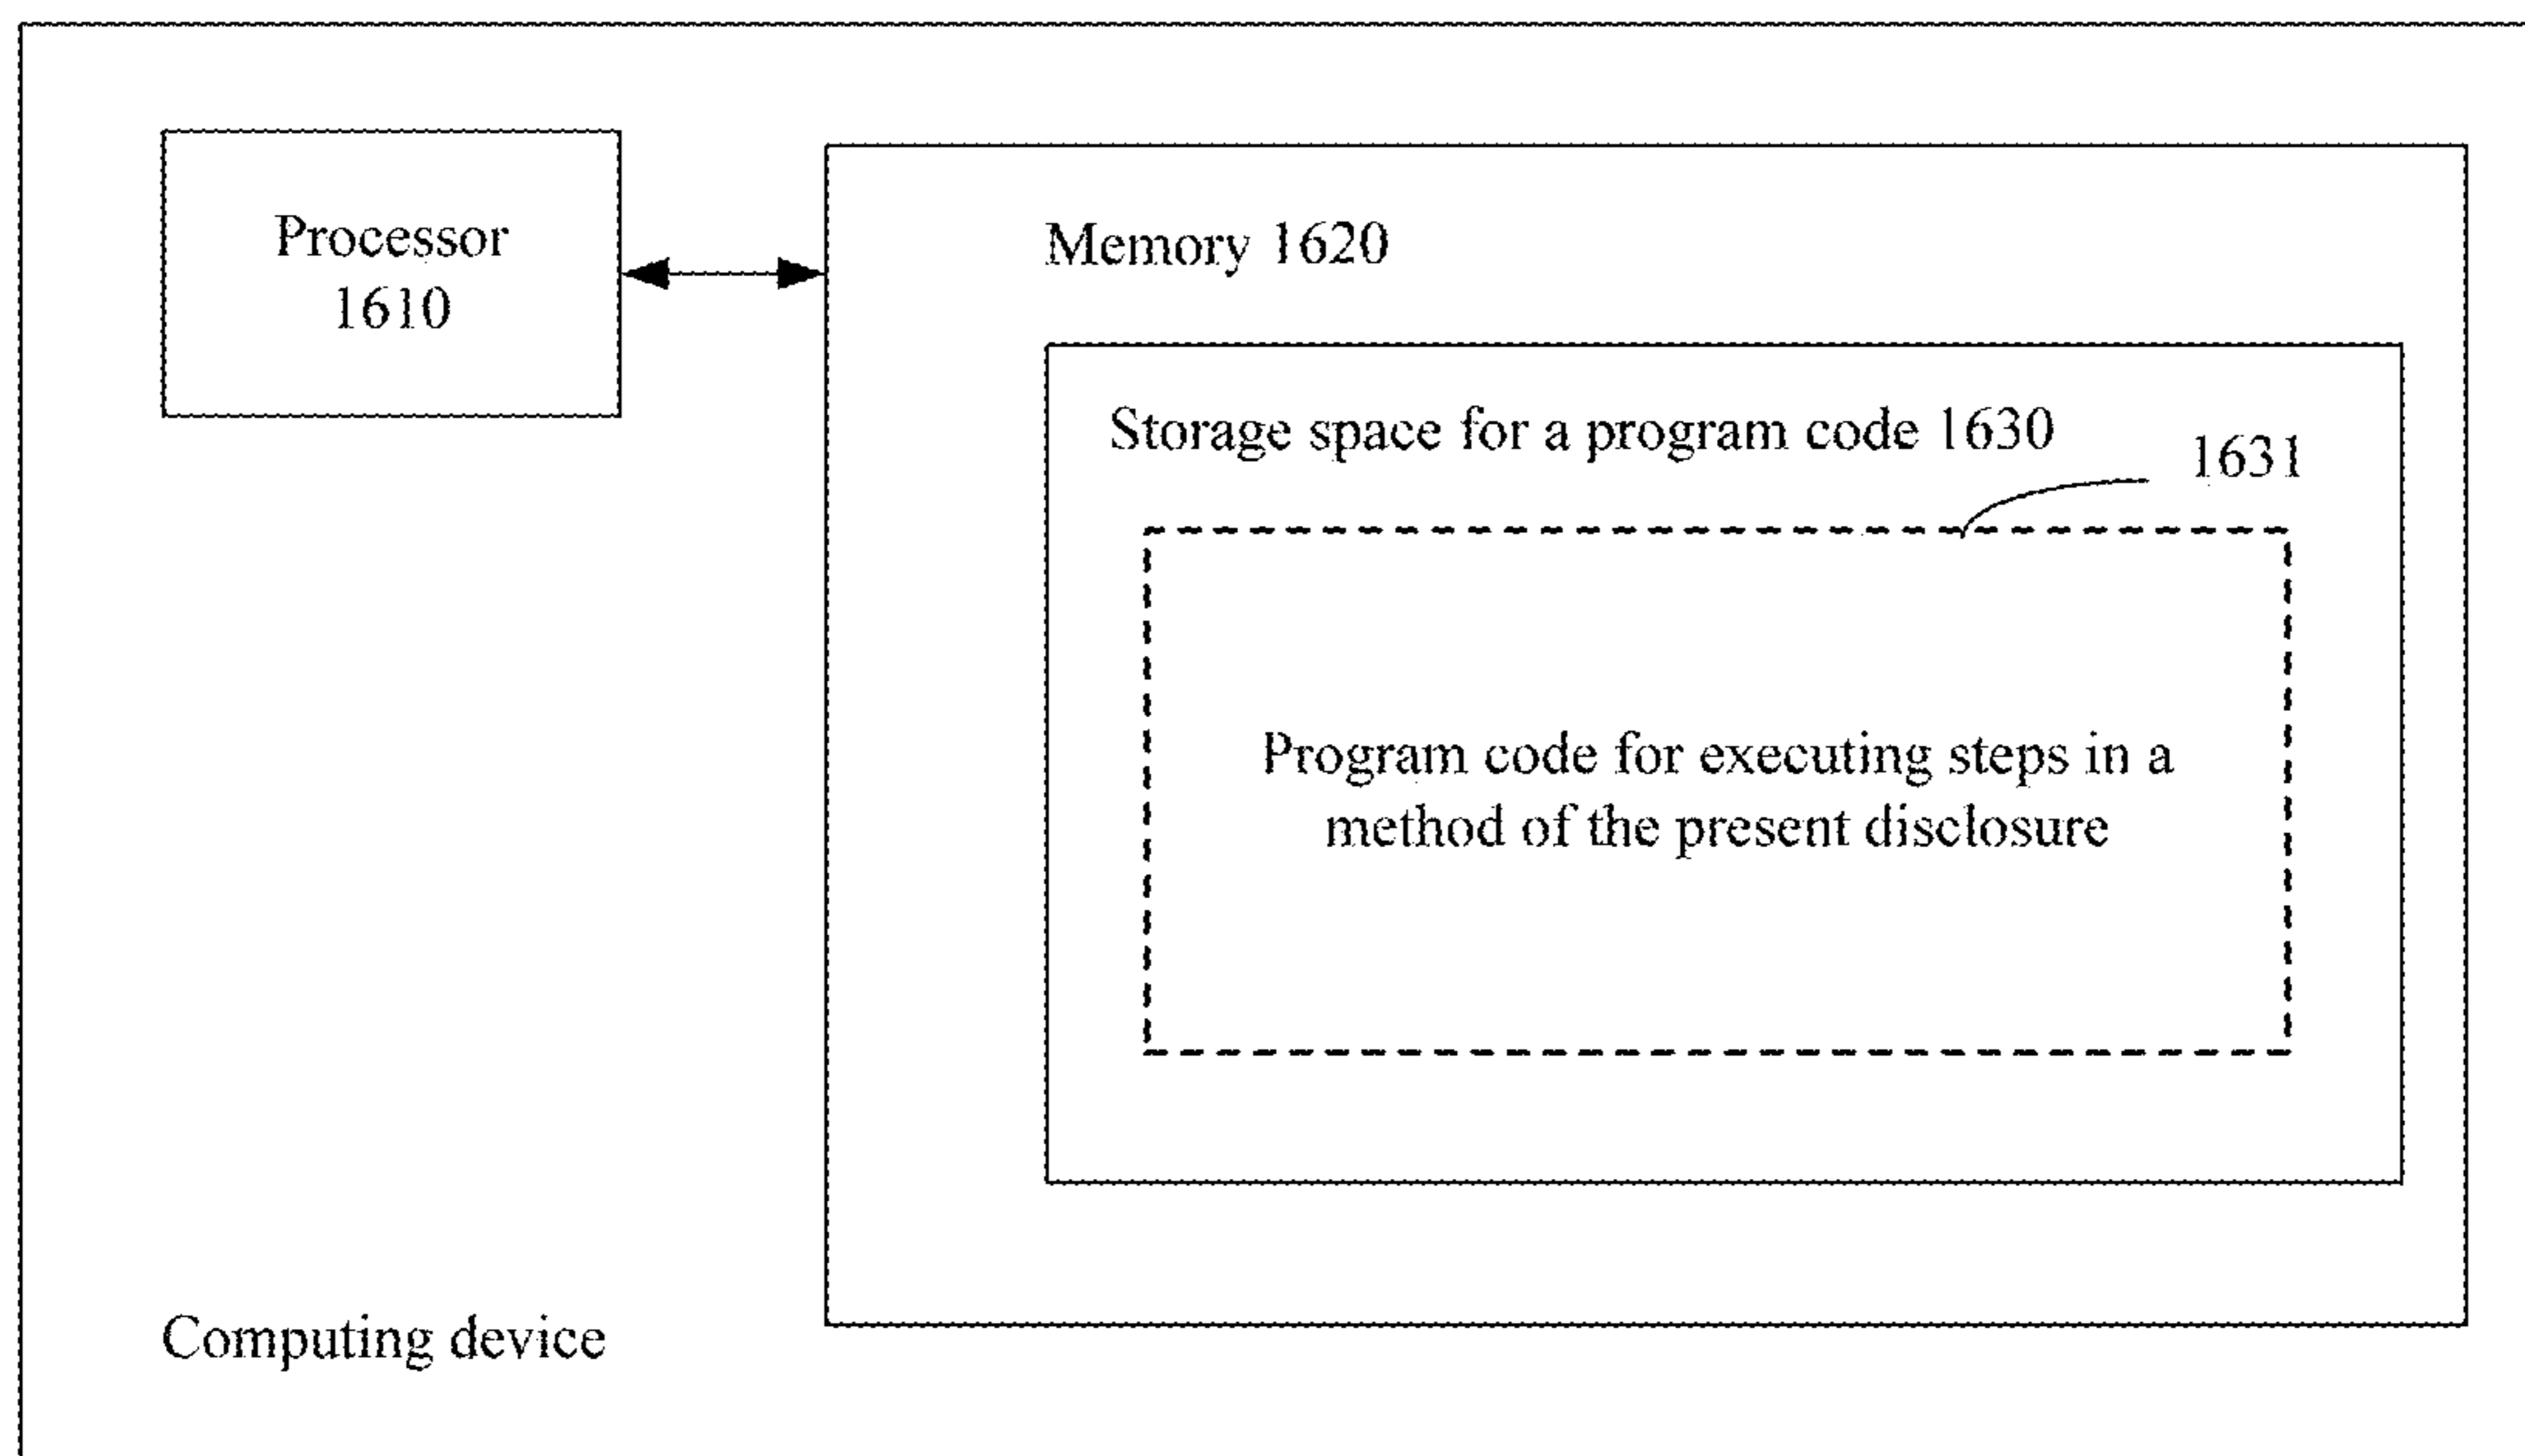 Processor
1610
Memory 1620
Storage space for a program code 1630
1631
Program code for executing steps in a
method of the present disclosure
Computing device